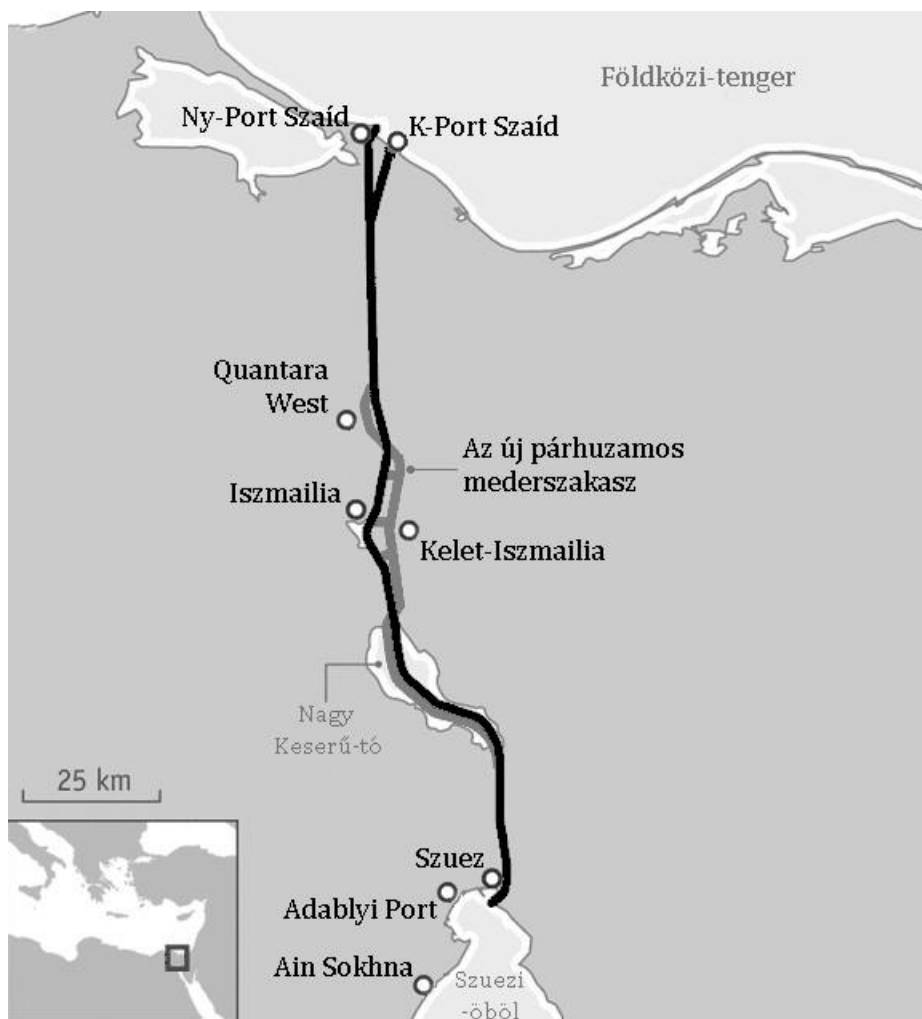 Földközi-tenger
Ny-Port Szaíd
K-Port Szaíd
Quantara
West
Az új párhuzamos
mederszakasz
Iszmailia
Kelet-Iszmailia
Nagy
Keserű-tó
25 km
Szuez
Adablyi Port
Ain Sokhna
Szuezi
-öböl